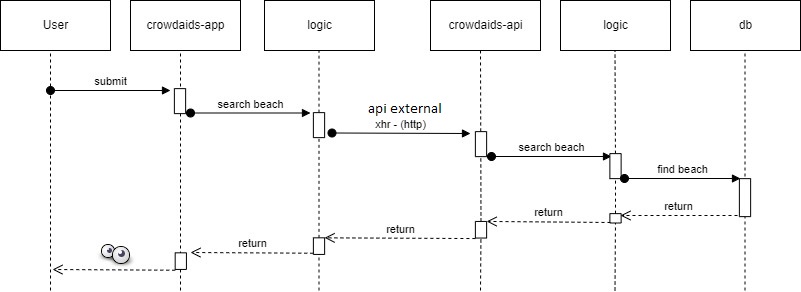 User
crowdaids-app
logic
crowdaids-api
logic
db
submit
search beach
api external
xhr - (http)
search beach
find beach
return
return
return
return